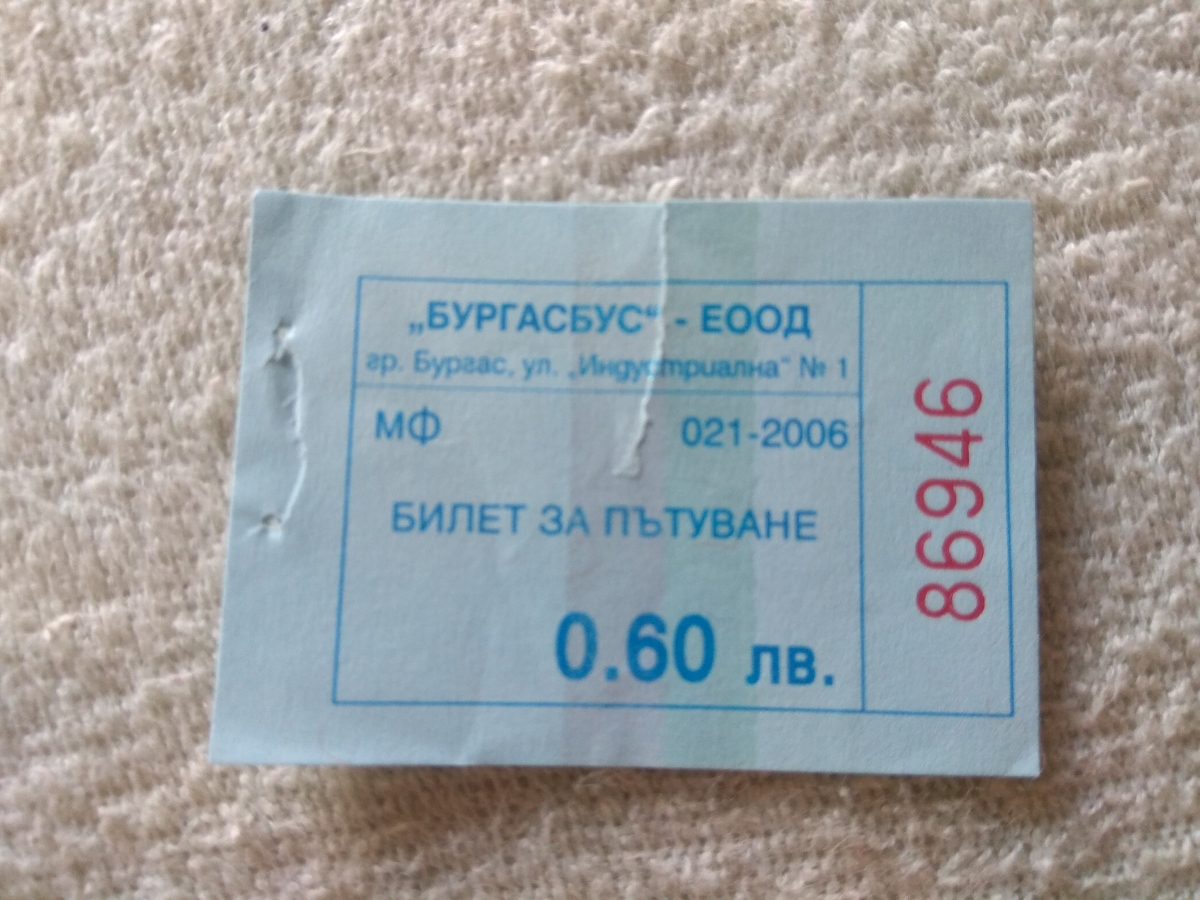 „БУРГАСБУС“ - ЕООД
гр. Бургас, ул. „Индустриална“ № 1
МФ 021-2006
БИЛЕТ ЗА ПЪТУВАНЕ
0.60 лв.
86946